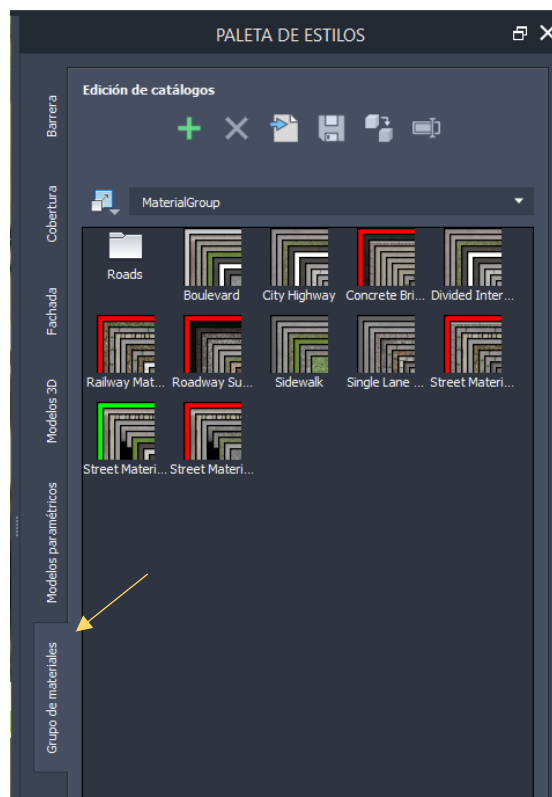 PALETA DE ESTILOS
Edición de catálogos
MaterialGroup
Roads
Boulevard
City Highway
Concrete Bri...
Divided Inter...
Railway Mat...
Roadway Su...
Sidewalk
Single Lane ...
Street Materi...
Street Materi...
Street Materi...
Barrera
Cobertura
Fachada
Modelos 3D
Modelos paramétricos
Grupo de materiales